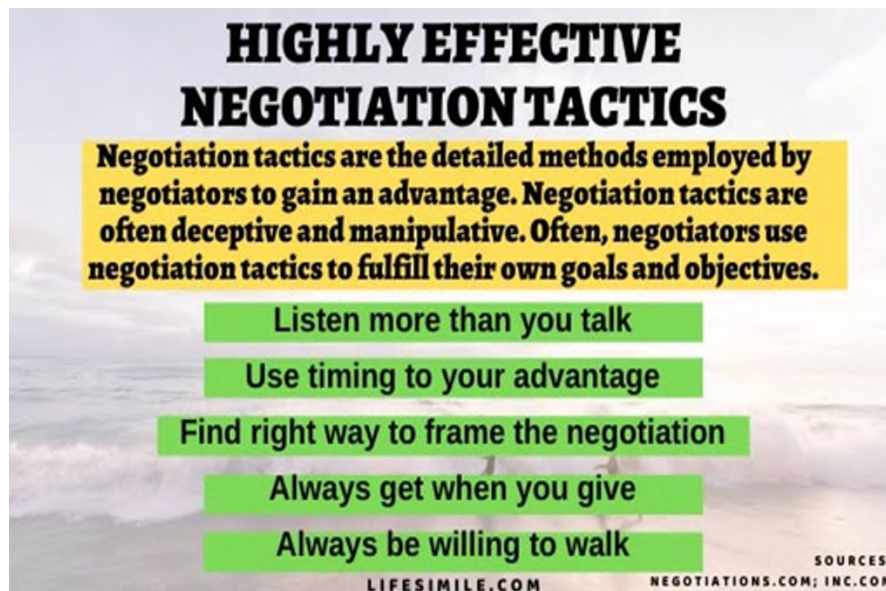 HIGHLY EFFECTIVE
NEGOTIATION TACTICS
Negotiation tactics are the detailed methods employed by
negotiators to gain an advantage. Negotiation tactics are
often deceptive and manipulative. Often, negotiators use
negotiation tactics to fulfill their own goals and objectives.
Listen more than you talk
Use timing to your advantage
Find right way to frame the negotiation
Always get when you give
Always be willing to walk
SOURCES
LIFESIMILE.COM
NEGOTIATIONS.COM; INC.COM